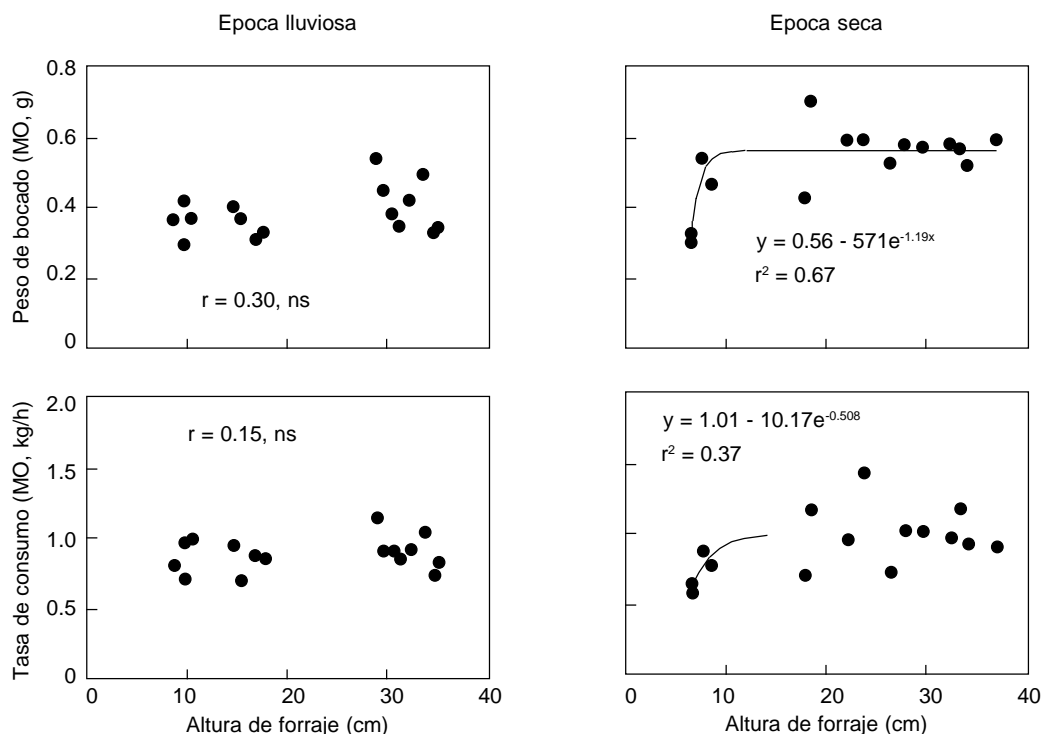 Epoca lluviosa
Epoca seca
Peso de bocado (MO, g)
0.8
0.6
0.4
0.2
0
r = 0.30, ns
y = 0.56 - 571e-1.19x
r2 = 0.67
Tasa de consumo (MO, kg/h)
2.0
1.5
1.0
0.5
0
r = 0.15, ns
y = 1.01 - 10.17e-0.508
r2 = 0.37
0 10 20 30 40
0 10 20 30 40
Altura de forraje (cm)
Altura de forraje (cm)